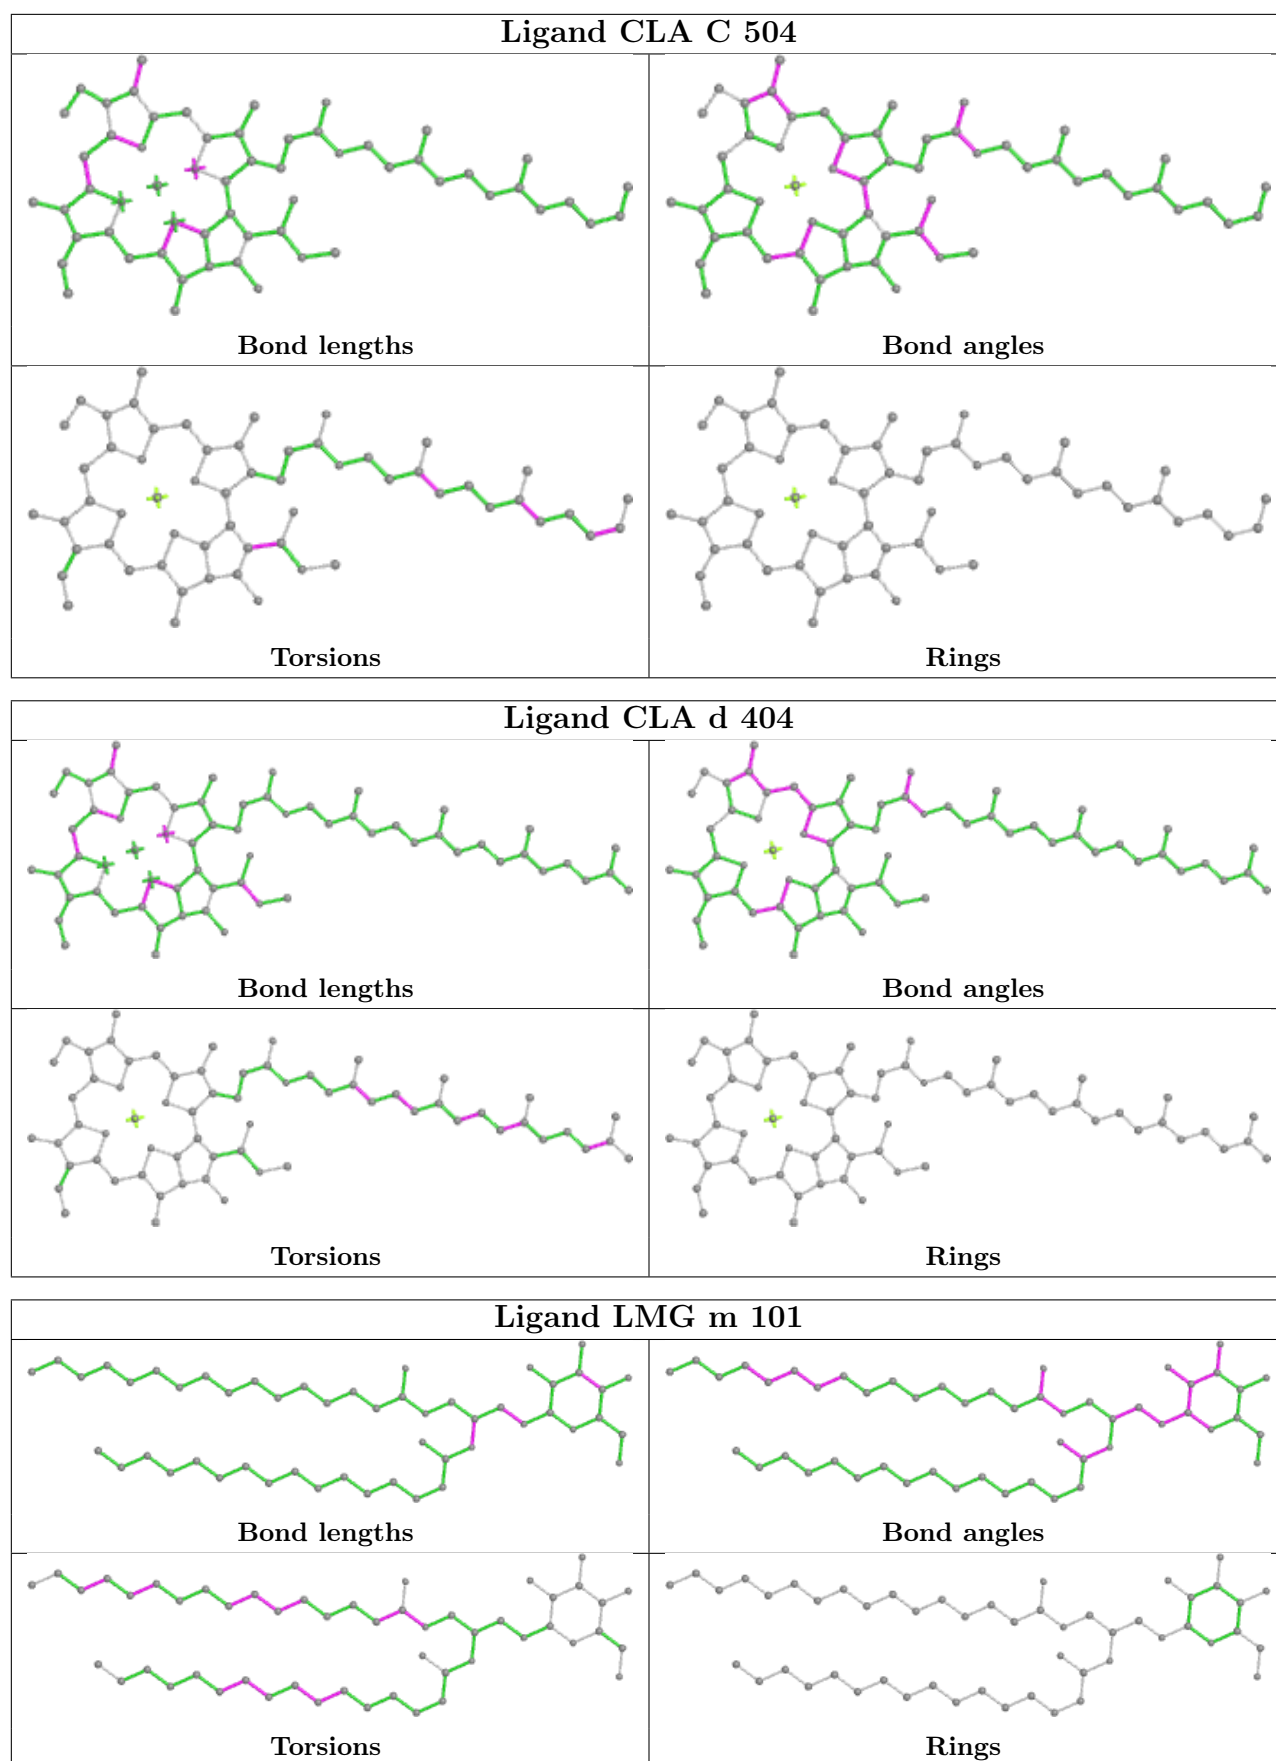 Ligand CLA C 504
Bond lengths
Bond angles
Torsions
Rings
Ligand CLA d 404
Bond lengths
Bond angles
Torsions
Rings
Ligand LMG m 101
Bond lengths
Bond angles
Torsions
Rings